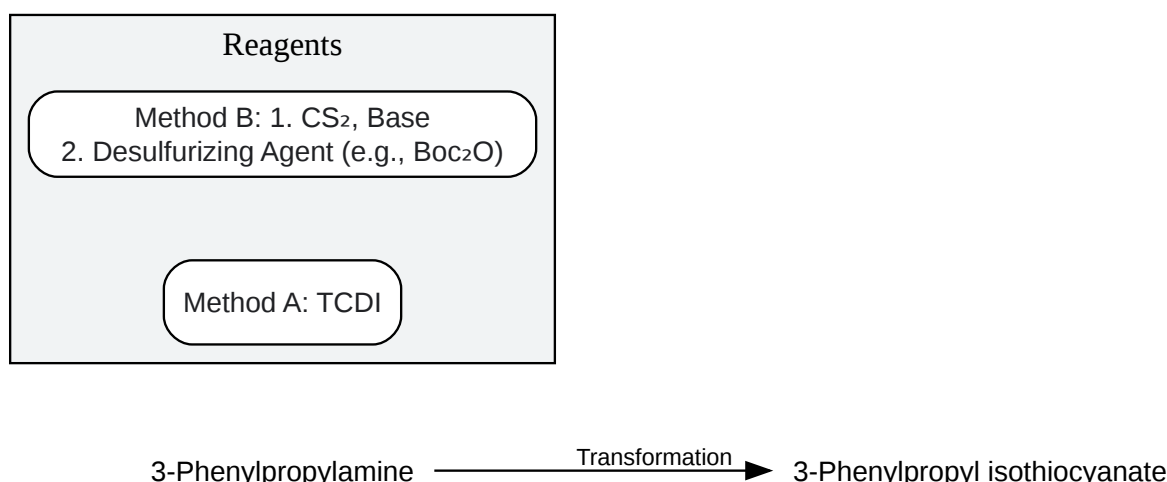 Reagents
Method B: 1. CS₂, Base
2. Desulfurizing Agent (e.g., Boc₂O)
Method A: TCDI
3-Phenylpropylamine
Transformation
3-Phenylpropyl isothiocyanate